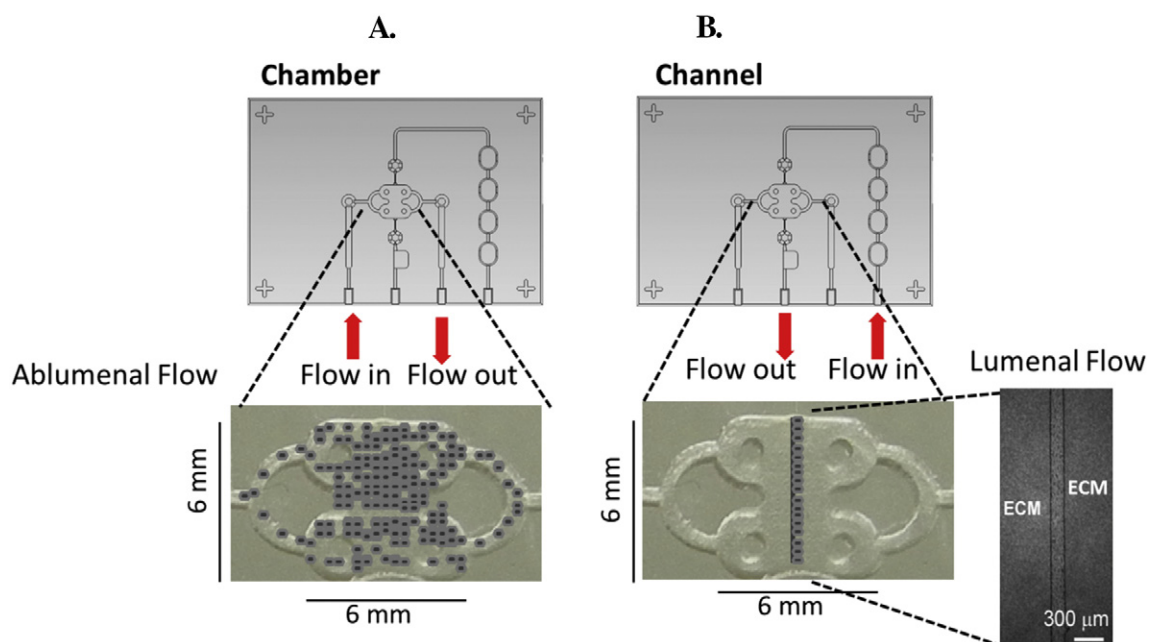 A.
B.
Chamber
Channel
Ablumenal Flow
Flow in
Flow out
Flow out
Flow in
Lumenal Flow
6 mm
6 mm
6 mm
6 mm
ECM
ECM
300 μm